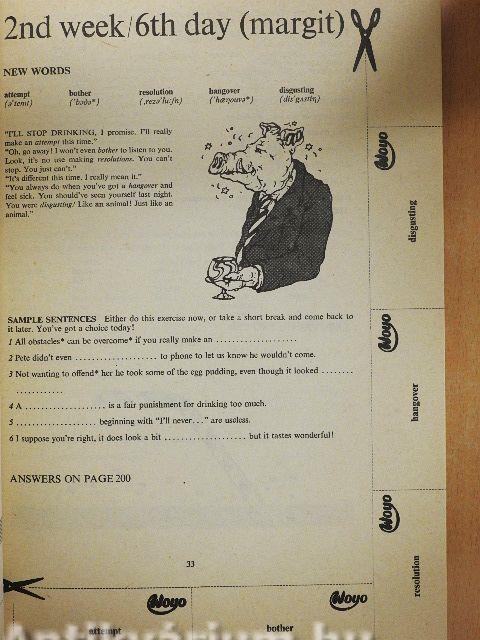 2nd week/6th day (margit)
NEW WORDS
attempt bother resolution hangover disgusting
"I'LL STOP DRINKING, I promise. I'll really
make an attempt this time."
"Oh, go away! I won't even bother to listen to you.
Look, it's no use making resolutions. You can't
stop. You just can't."
"It's different this time. I really mean it."
"You always do when you've got a hangover and
feel sick. You should've seen yourself last night.
You were disgusting! Like an animal! Just like an
animal."
SAMPLE SENTENCES Either do this exercise now, or take a short break and come back to
it later. You've got a choice today!
1 All obstacles* can be overcome* if you really make an ....................
2 Pete didn't even .................... to phone to let us know he wouldn't come.
3 Not wanting to offend* her he took some of the egg pudding, even though it looked ........
............
4 A .................... is a fair punishment for drinking too much.
5 .................... beginning with "I'll never..." are useless.
6 I suppose you're right, it does look a bit .................... but it tastes wonderful!
ANSWERS ON PAGE 200
33
Woyo
disgusting
Woyo
hangover
Woyo
resolution
Woyo
attempt
Woyo
bother